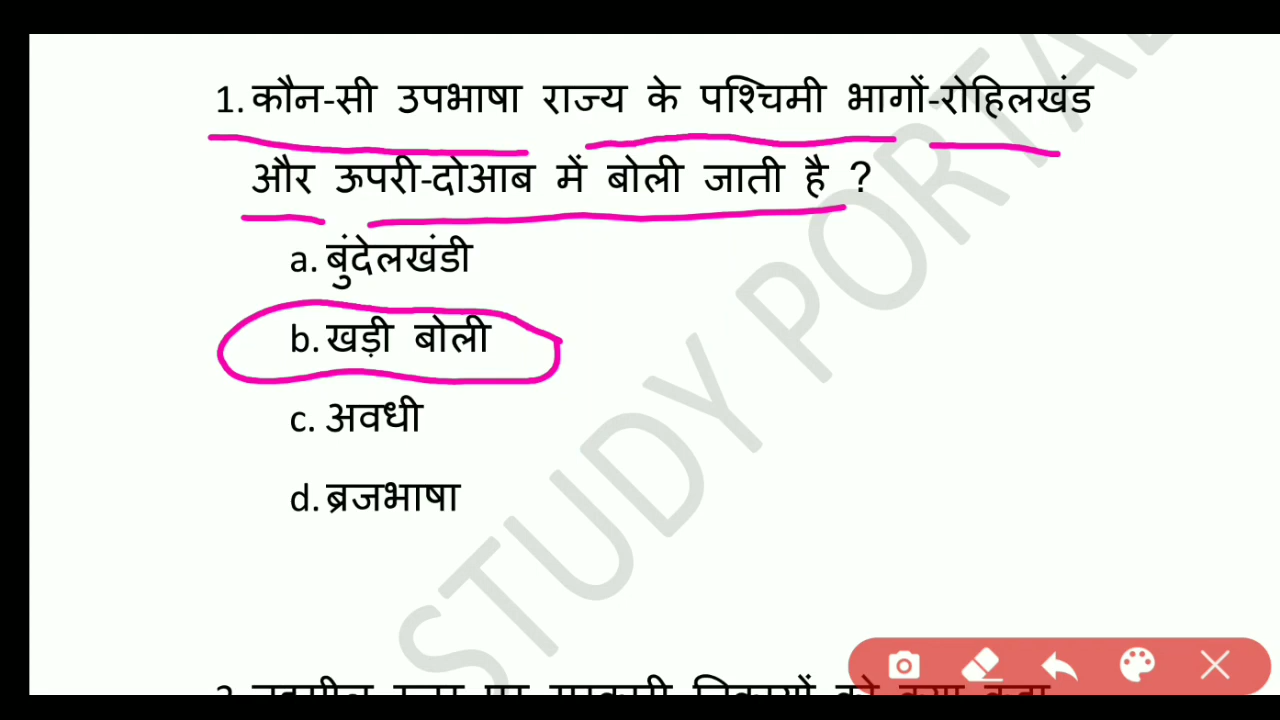 1. कौन-सी उपभाषा राज्य के पश्चिमी भागों-रोहिलखंड
और ऊपरी-दोआब में बोली जाती है ?
a. बुंदेलखंडी
b. खड़ी बोली
c. अवधी
d. ब्रजभाषा
STUDY PORTAL